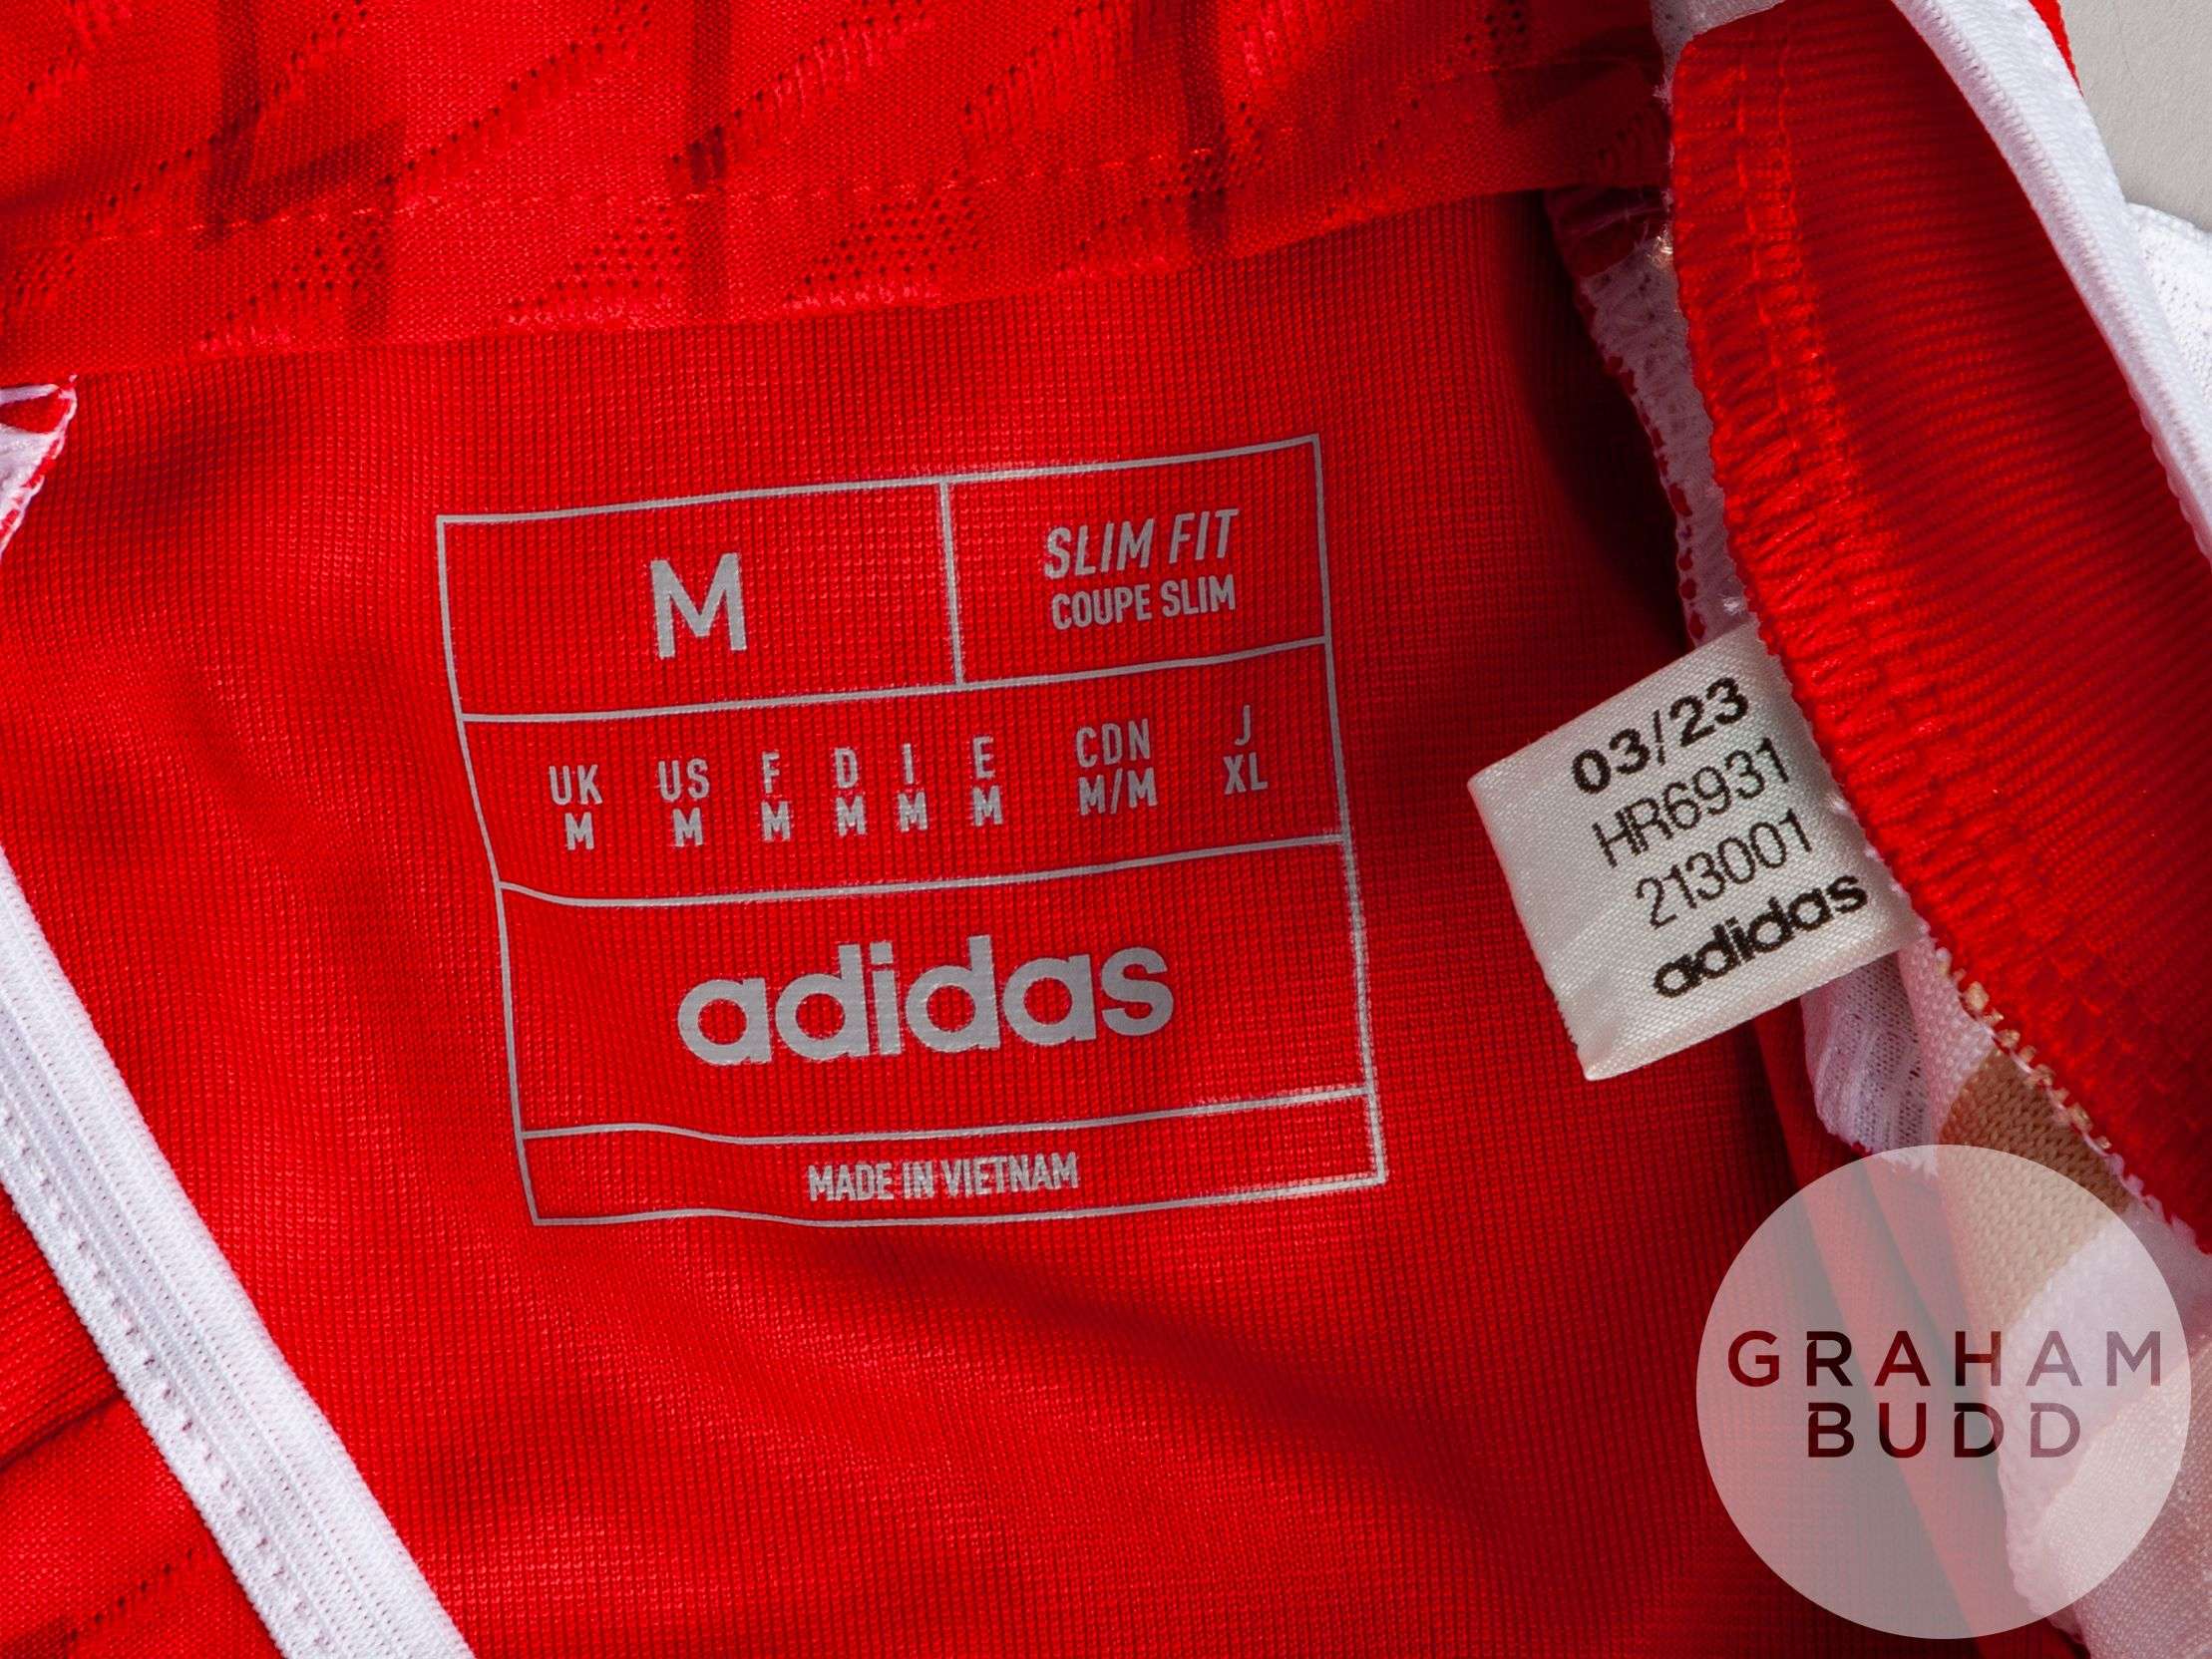 M
SLIM FIT
COUPE SLIM
UK US F D I E CDN J
M M M M M M M/M XL
adidas
MADE IN VIETNAM
03/23
HR6931
213001
adidas
GRAHAM
BUDD